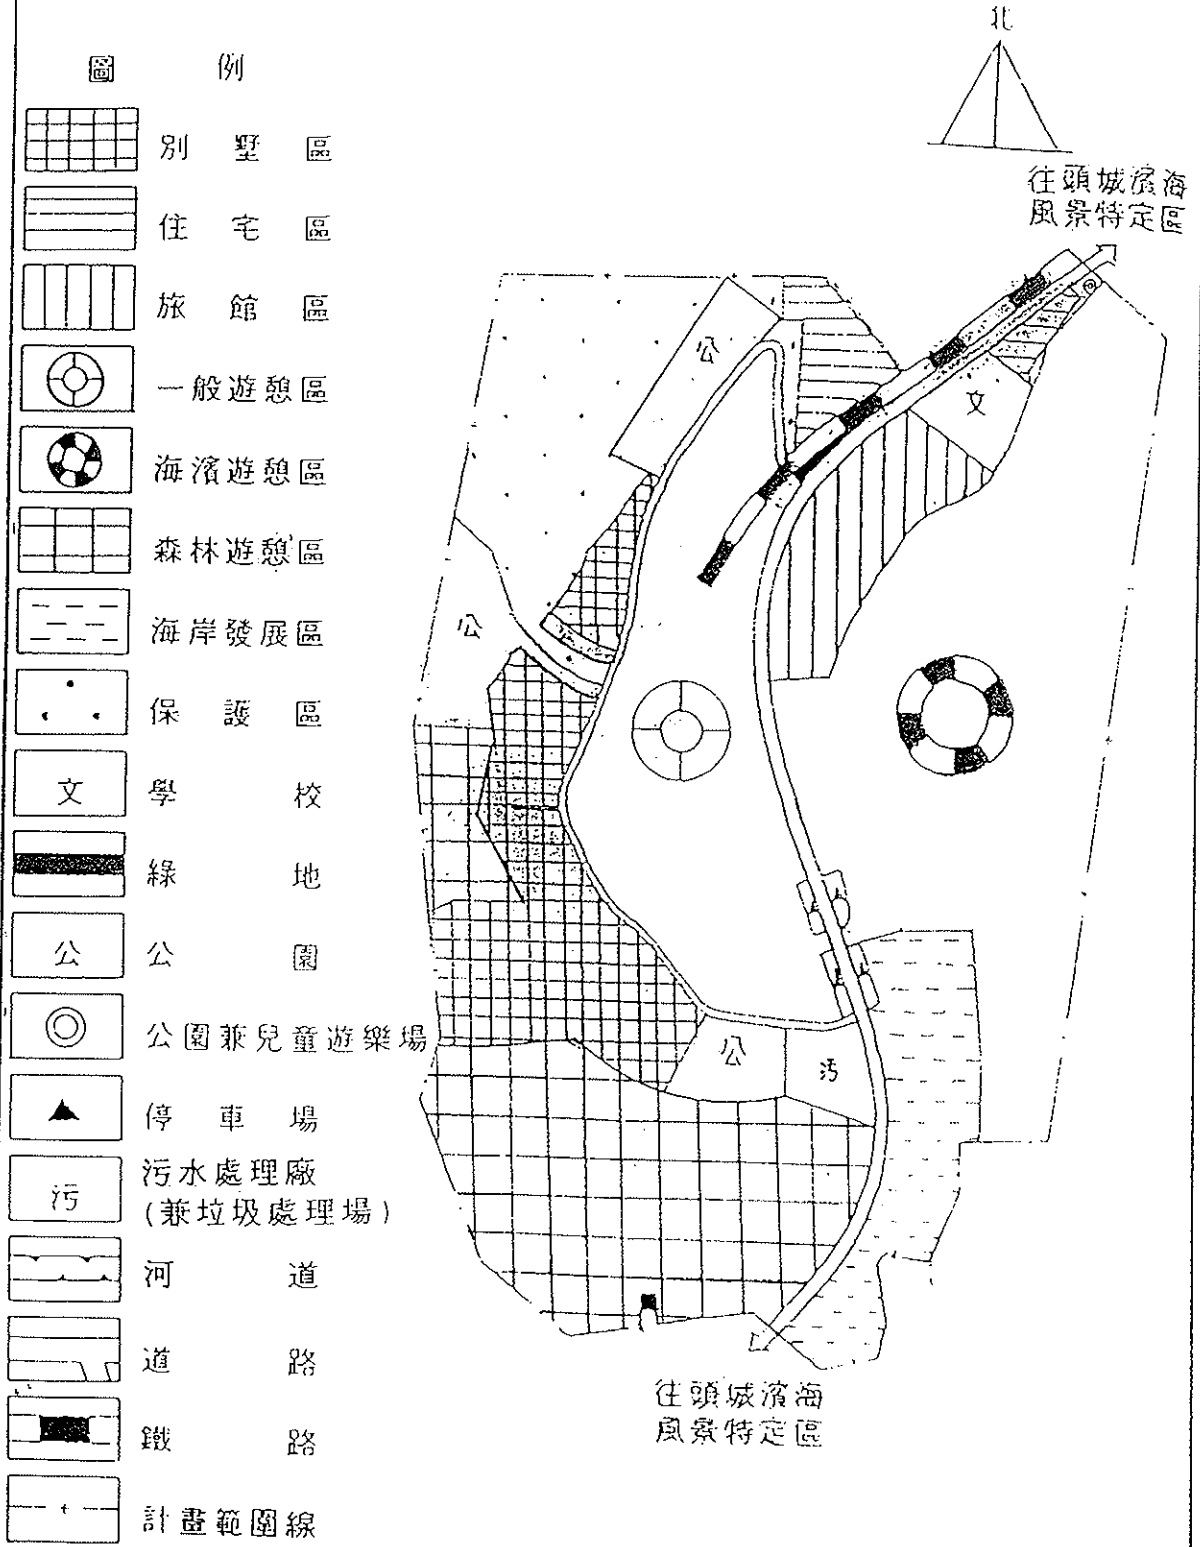 圖例
別墅區
住宅區
旅館區
一般遊憩區
海濱遊憩區
森林遊憩區
海岸發展區
保護區
文 學校
綠地
公 公園
公園兼兒童遊樂場
停車場
污 污水處理廠
(兼垃圾處理場)
河道
道路
鐵路
計畫範圍線
北
往頭城濱海
風景特定區
公
文
公
公
污
往頭城濱海
風景特定區